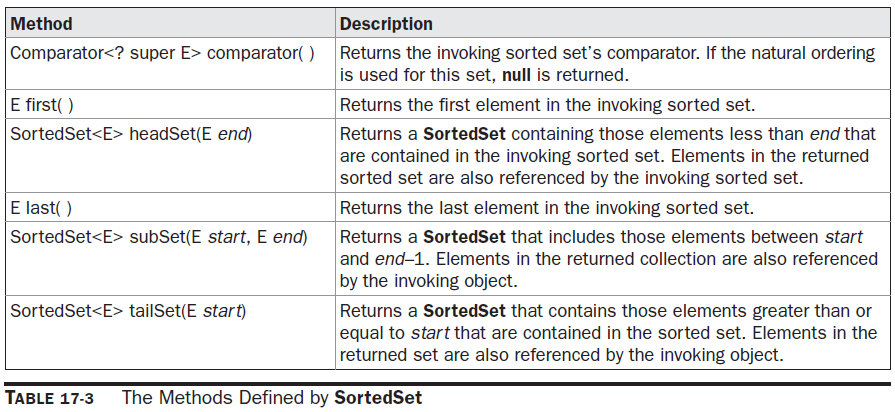 Method Description
Comparator<? super E> comparator( ) Returns the invoking sorted set's comparator. If the natural ordering
is used for this set, null is returned.
E first( ) Returns the first element in the invoking sorted set.
SortedSet<E> headSet(E end) Returns a SortedSet containing those elements less than end that
are contained in the invoking sorted set. Elements in the returned
sorted set are also referenced by the invoking sorted set.
E last( ) Returns the last element in the invoking sorted set.
SortedSet<E> subSet(E start, E end) Returns a SortedSet that includes those elements between start
and end–1. Elements in the returned collection are also referenced
by the invoking object.
SortedSet<E> tailSet(E start) Returns a SortedSet that contains those elements greater than or
equal to start that are contained in the sorted set. Elements in the
returned set are also referenced by the invoking object.
TABLE 17-3 The Methods Defined by SortedSet